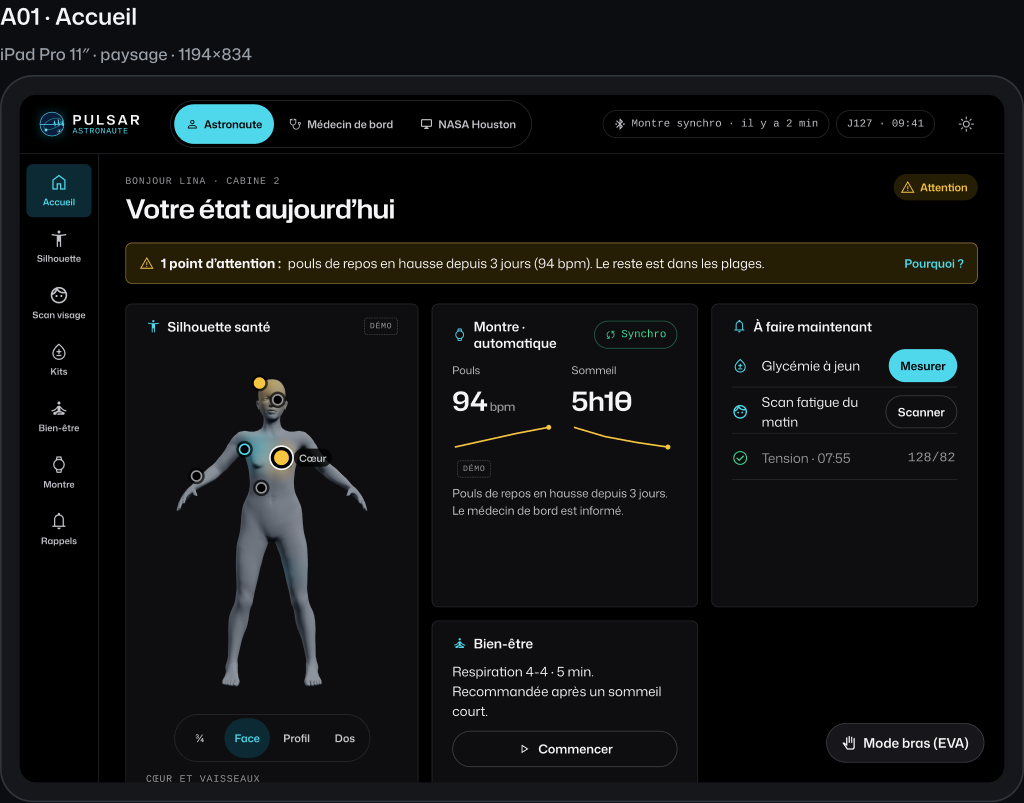 A01 · Accueil
iPad Pro 11″ · paysage · 1194×834
PULSAR
ASTRONAUTE
Astronaute
Médecin de bord
NASA Houston
Montre synchro · il y a 2 min
J127 · 09:41
Accueil
Silhouette
Scan visage
Kits
Bien-être
Montre
Rappels
BONJOUR LINA · CABINE 2
Votre état aujourd’hui
Attention
1 point d’attention : pouls de repos en hausse depuis 3 jours (94 bpm). Le reste est dans les plages.
Pourquoi ?
Silhouette santé
DÉMO
Cœur
¾
Face
Profil
Dos
CŒUR ET VAISSEAUX
Montre ·
automatique
Synchro
Pouls
Sommeil
94 bpm
5h10
DÉMO
Pouls de repos en hausse depuis 3 jours.
Le médecin de bord est informé.
Bien-être
Respiration 4-4 · 5 min.
Recommandée après un sommeil
court.
Commencer
À faire maintenant
Glycémie à jeun
Mesurer
Scan fatigue du
matin
Scanner
Tension · 07:55
128/82
Mode bras (EVA)